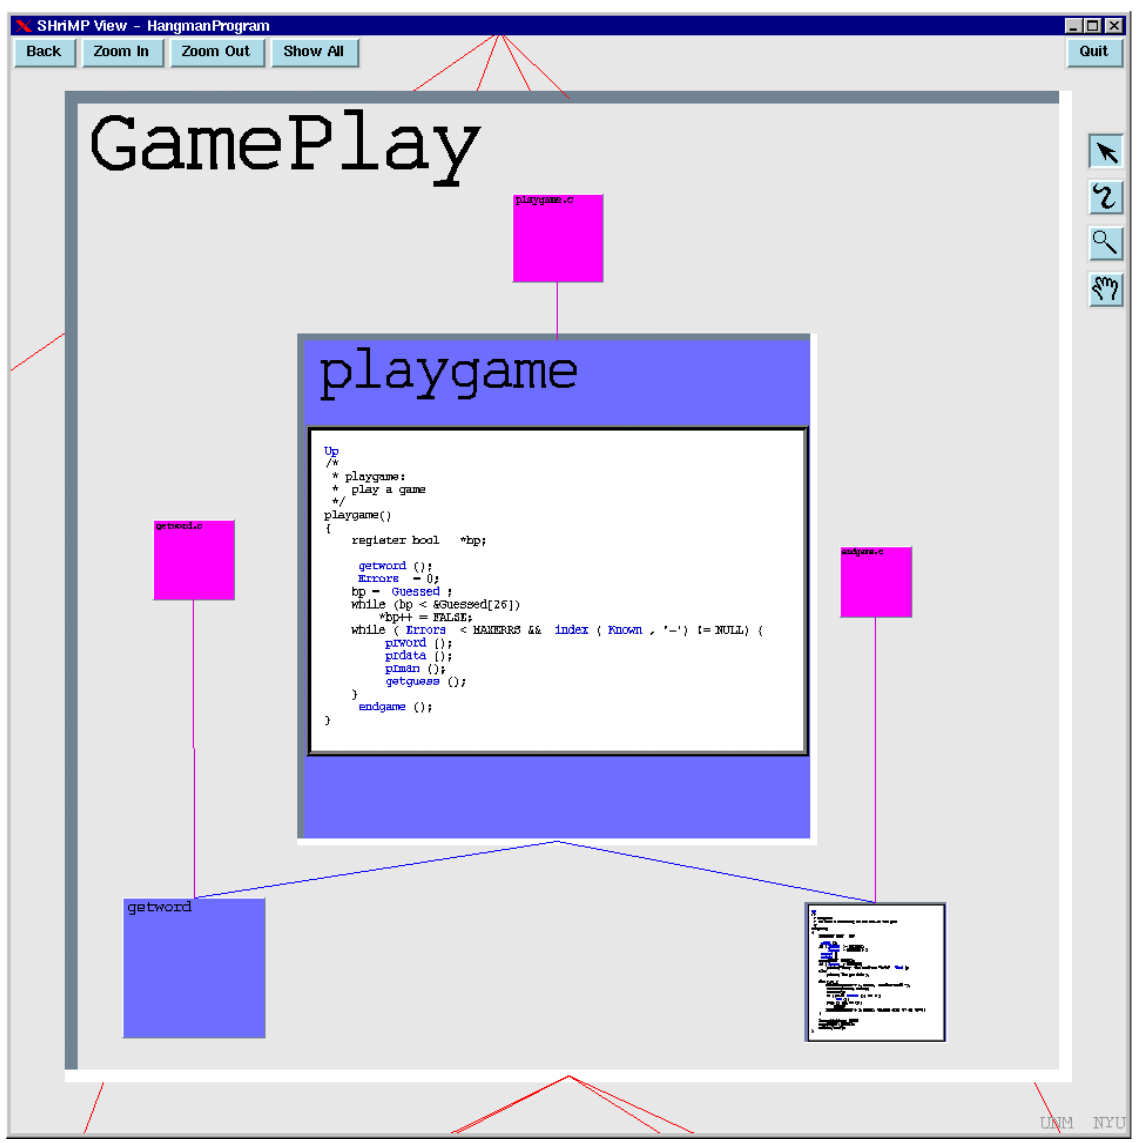 SHriMP View - HangmanProgram
Back Zoom In Zoom Out Show All Quit
GamePlay
playgame.c
playgame
Up
/*
* playgame:
* play a game
*/
playgame()
{
register bool *bp;
getword ();
Errors = 0;
bp = Guessed ;
while (bp < &Guessed[26])
*bp++ = FALSE;
while ( Errors < MAXERRS && index ( Known , '-') != NULL) {
prword ();
prdata ();
prman ();
getguess ();
}
endgame ();
}
getword.c
endgame.c
getword
UNM NYU